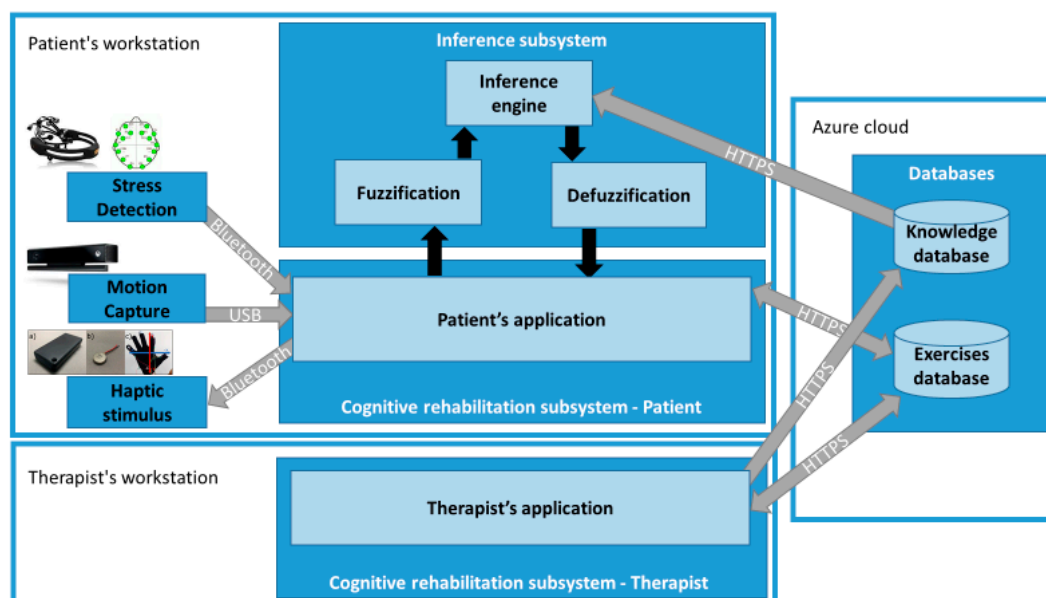 Patient's workstation
Inference subsystem
Inference
engine
Fuzzification
Defuzzification
Stress
Detection
Bluetooth
Motion
Capture
USB
a)
b)
c)
Haptic
stimulus
Bluetooth
Patient's application
Cognitive rehabilitation subsystem - Patient
HTTPS
HTTPS
HTTPS
HTTPS
Azure cloud
Databases
Knowledge
database
Exercises
database
Therapist's workstation
Therapist's application
Cognitive rehabilitation subsystem - Therapist